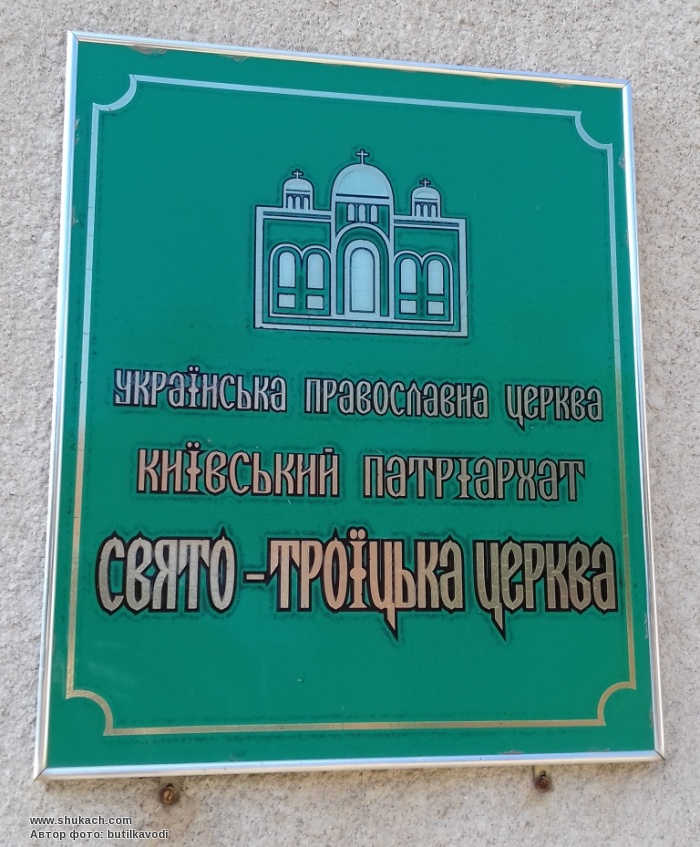 УКРАЇНСЬКА ПРАВОСЛАВНА ЦЕРКВА
КИЇВСЬКИЙ ПАТРІАРХАТ
СВЯТО-ТРОЇЦЬКА ЦЕРКВА
www.shukach.com
Автор фото: butilkavodi